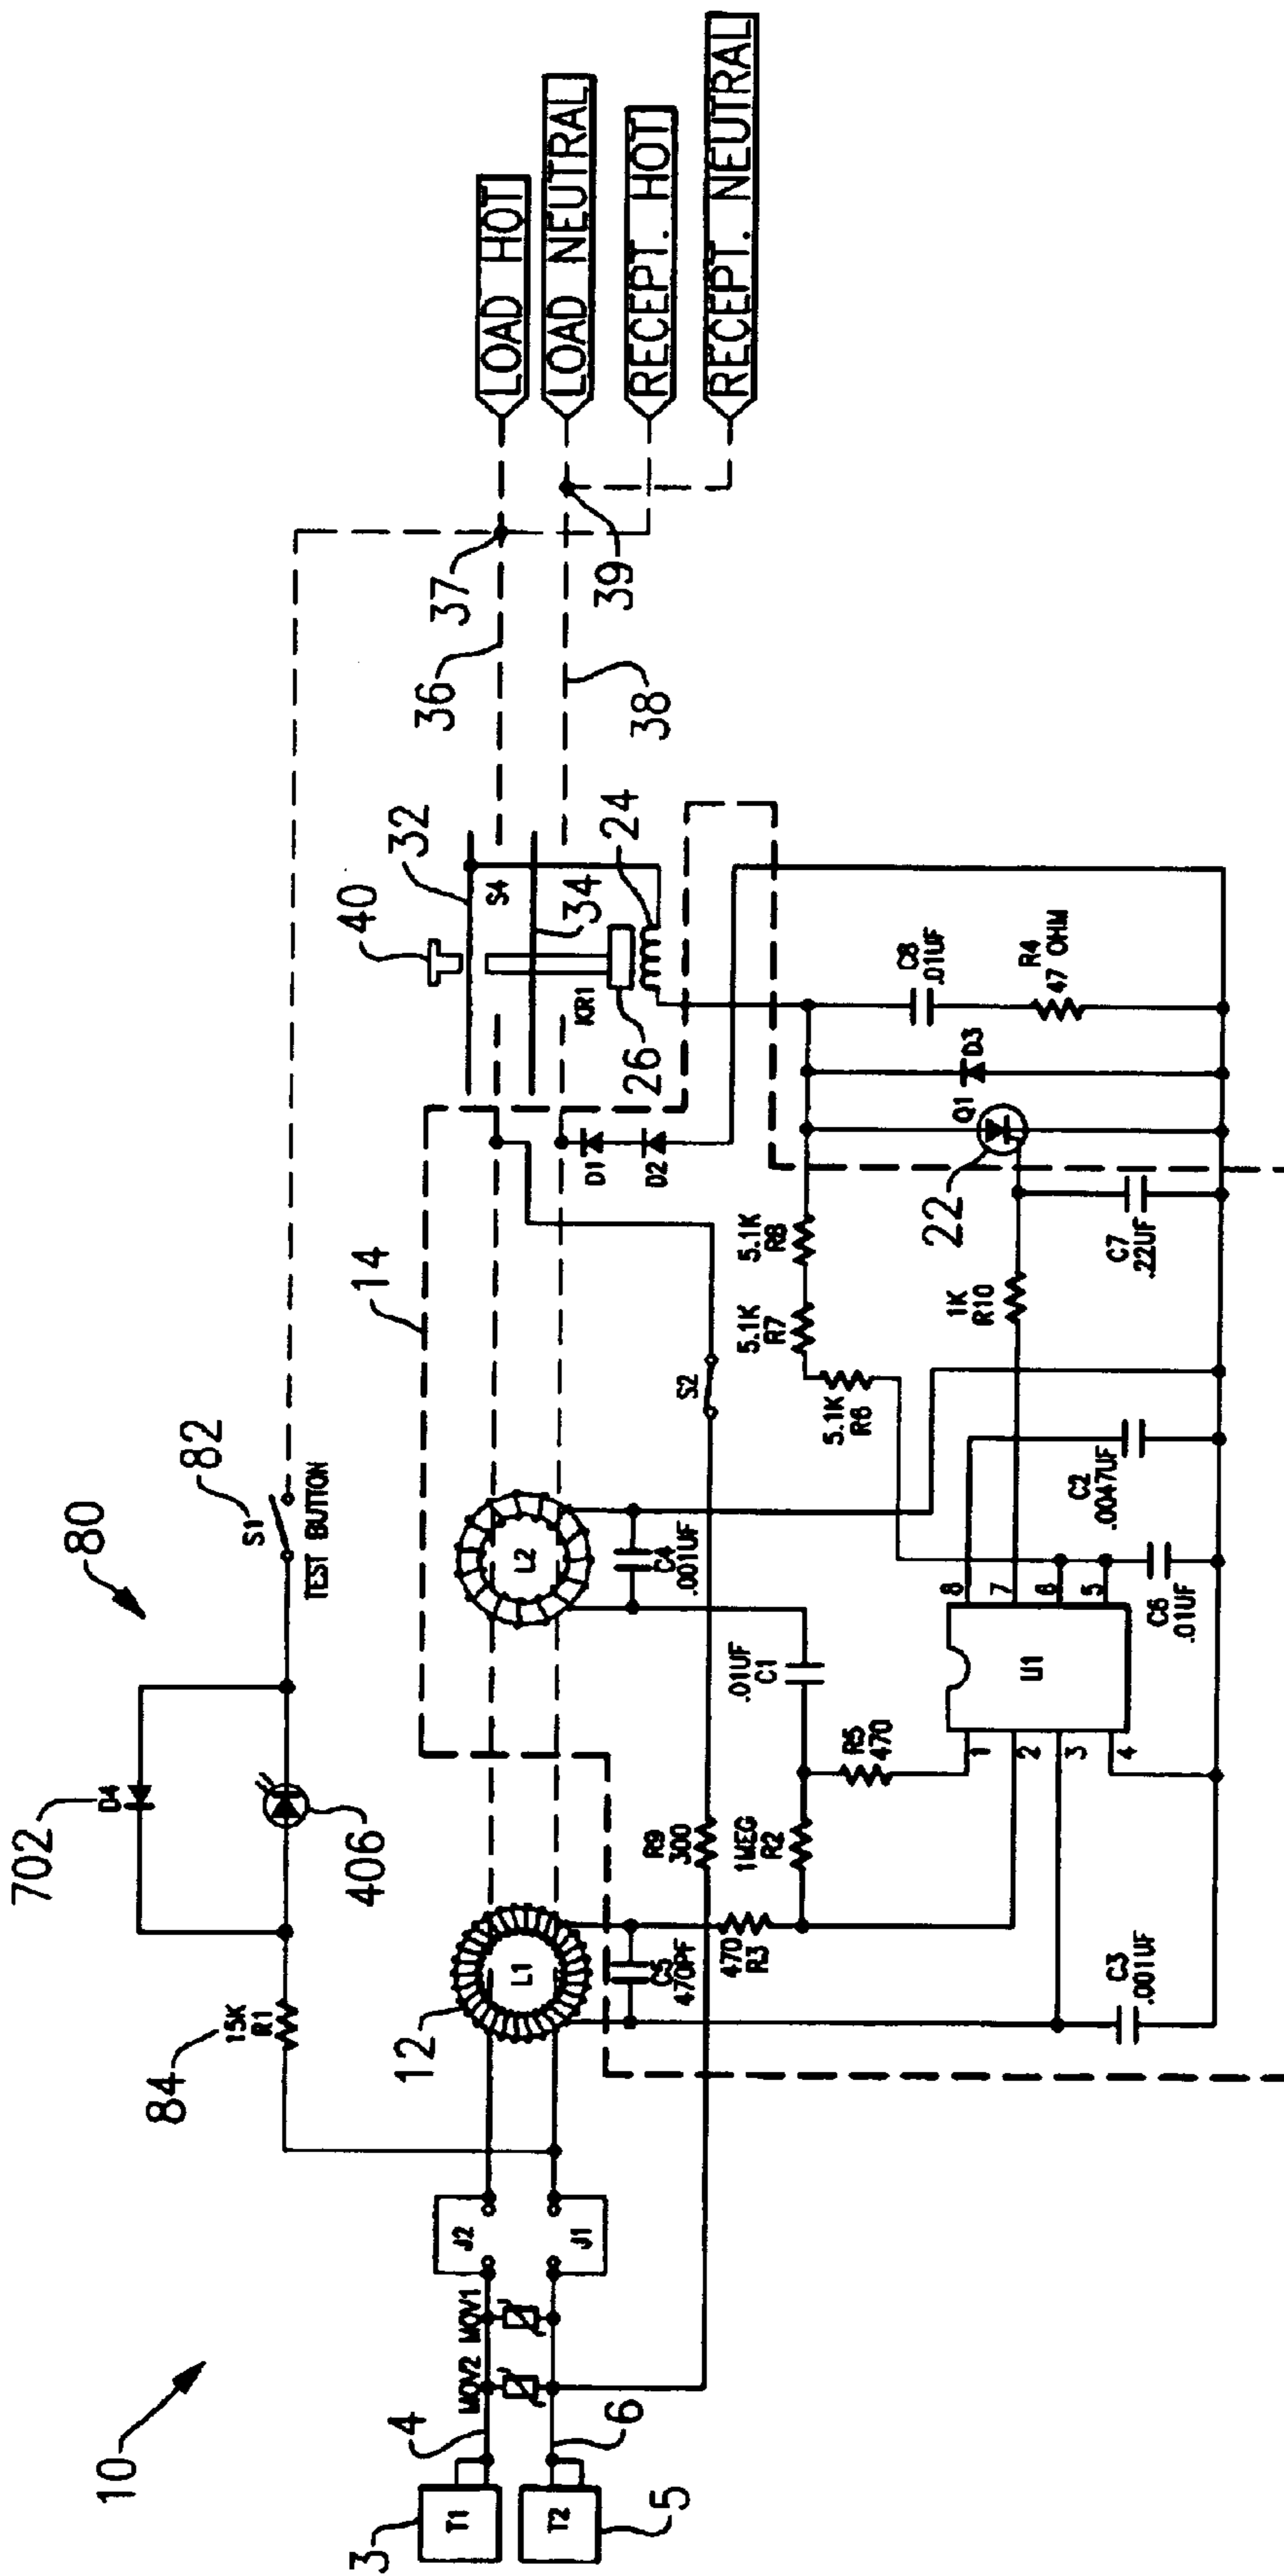 10
80
702
D4
406
84
15K
R1
S1
82
TEST BUTTON
3
T1
4
MOV2
MOV1
J2
J1
6
T2
5
12
L1
L2
14
C5
470PF
470
R3
C4
.001UF
R9
300
1MEG
R2
.01UF
C1
R5
470
S2
D1
D2
40
32
S4
34
24
KR1
26
36
37
38
39
LOAD HOT
LOAD NEUTRAL
RECEPT. HOT
RECEPT. NEUTRAL
5.1K
R6
5.1K
R7
5.1K
R8
1K
R10
22
Q1
D3
C8
.01UF
R4
47 OHM
C7
.22UF
C2
.0047UF
C6
.01UF
C3
.001UF
U1
1
2
3
4
8
7
6
5